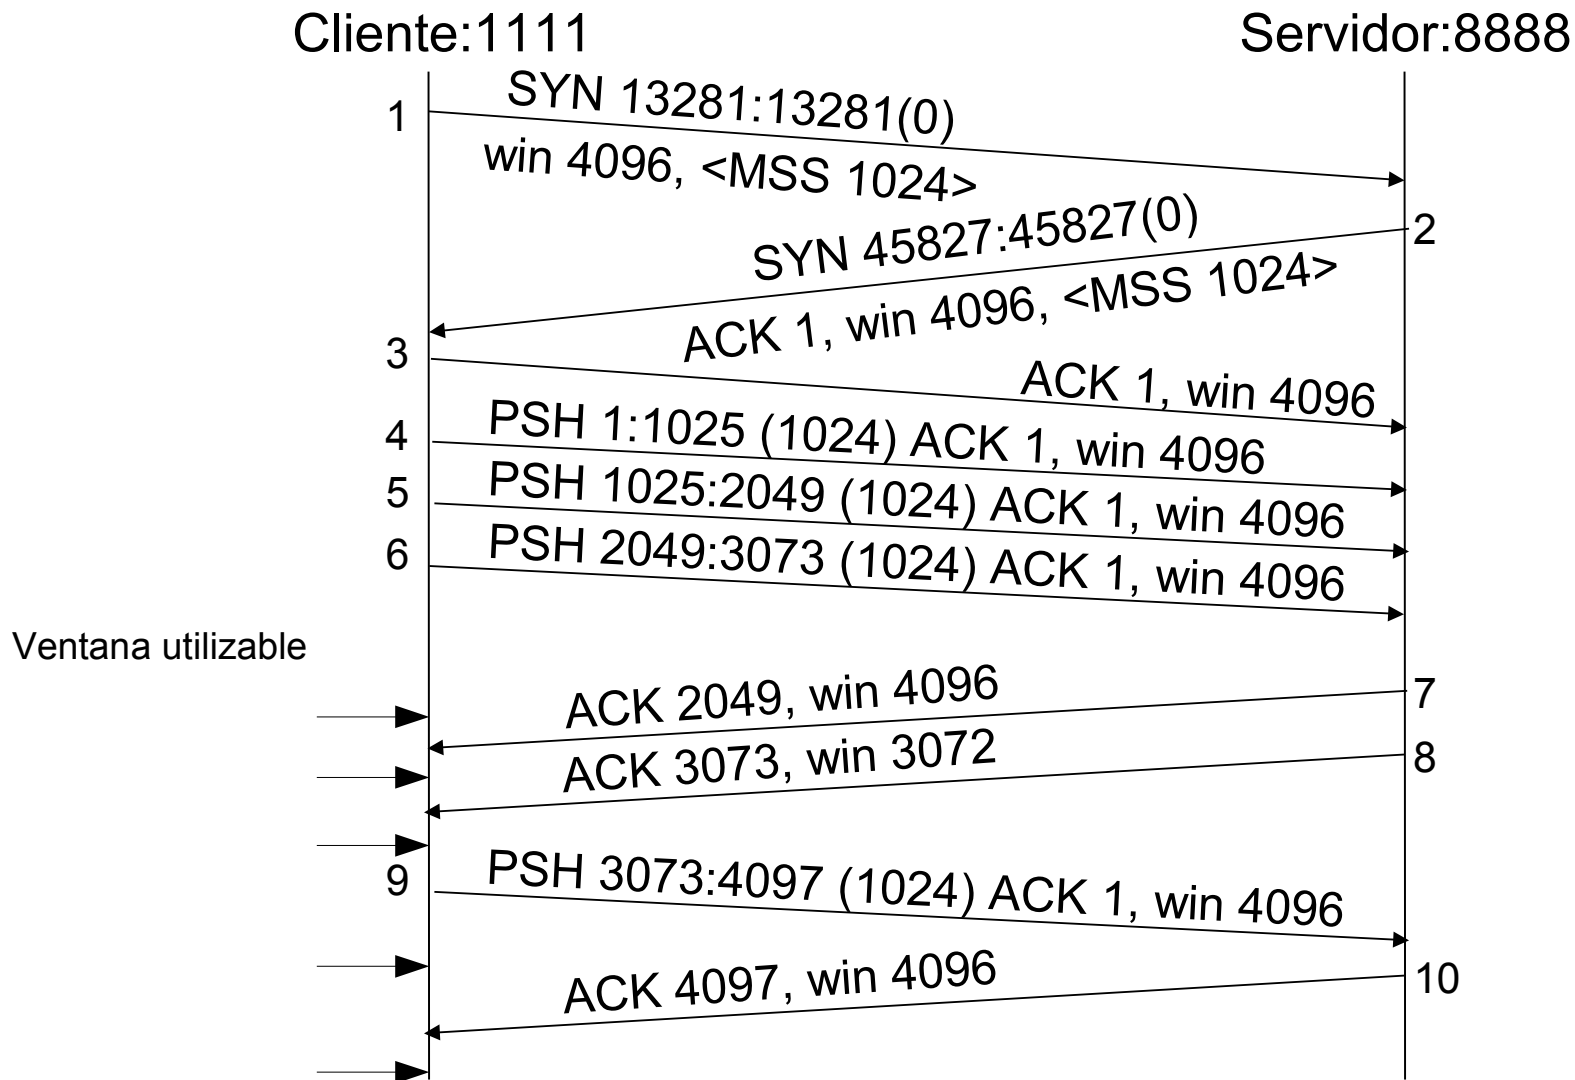 Cliente:1111
Servidor:8888
1
SYN 13281:13281(0)
win 4096, <MSS 1024>
2
SYN 45827:45827(0)
ACK 1, win 4096, <MSS 1024>
3
ACK 1, win 4096
4
PSH 1:1025 (1024) ACK 1, win 4096
5
PSH 1025:2049 (1024) ACK 1, win 4096
6
PSH 2049:3073 (1024) ACK 1, win 4096
Ventana utilizable
7
ACK 2049, win 4096
8
ACK 3073, win 3072
9
PSH 3073:4097 (1024) ACK 1, win 4096
10
ACK 4097, win 4096